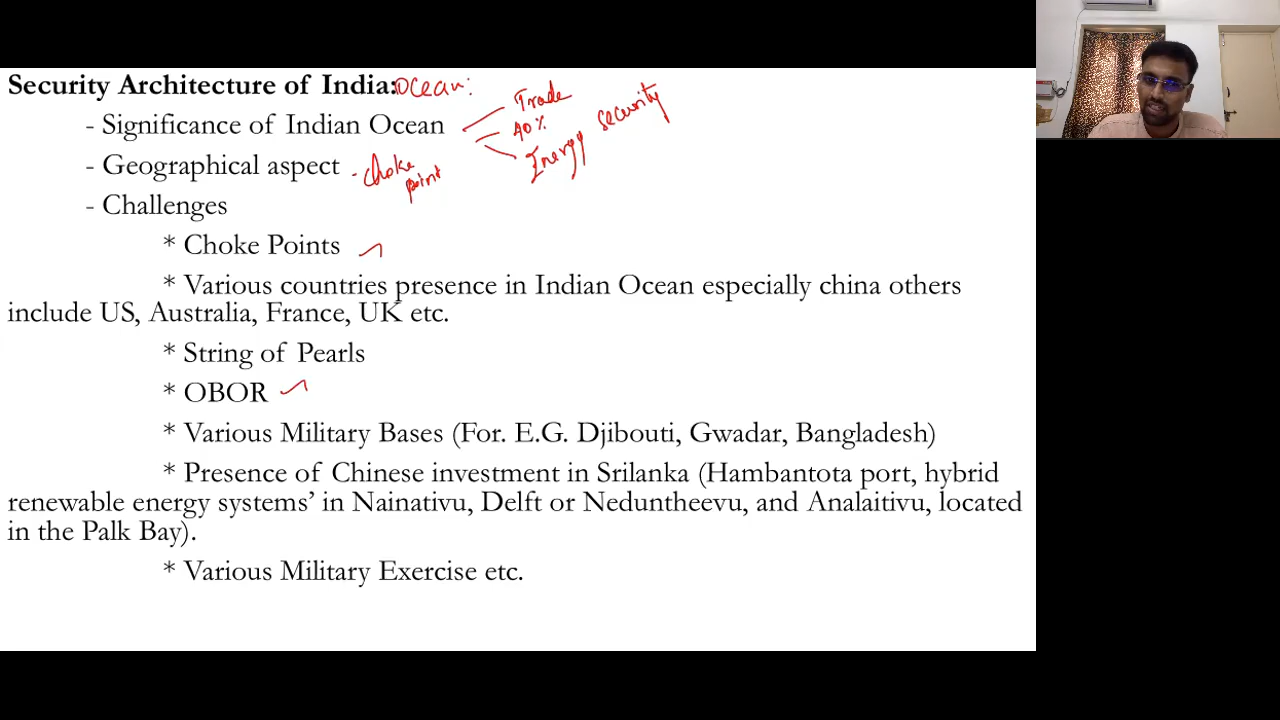 Security Architecture of India: Ocean:
- Significance of Indian Ocean
Trade
40%
Energy security
- Geographical aspect - choke
point
- Challenges
* Choke Points
* Various countries presence in Indian Ocean especially china others
include US, Australia, France, UK etc.
* String of Pearls
* OBOR
* Various Military Bases (For. E.G. Djibouti, Gwadar, Bangladesh)
* Presence of Chinese investment in Srilanka (Hambantota port, hybrid
renewable energy systems’ in Nainativu, Delft or Neduntheevu, and Analaitivu, located
in the Palk Bay).
* Various Military Exercise etc.